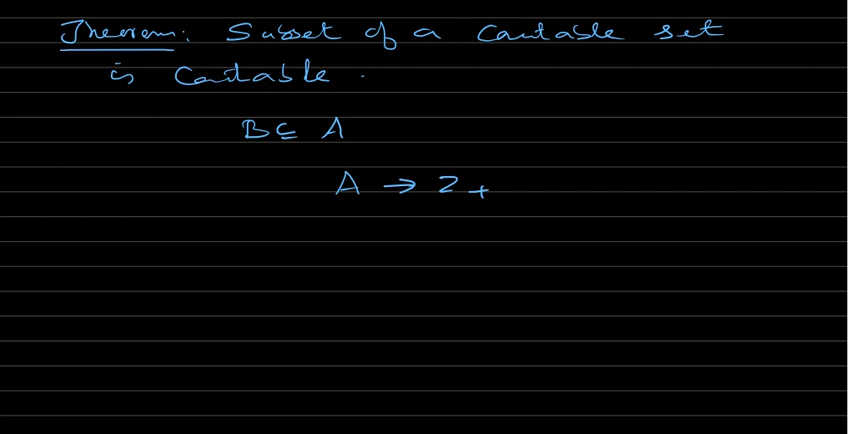 Theorem: Subset of a Countable set
is Countable.
B ⊆ A
A → Z+